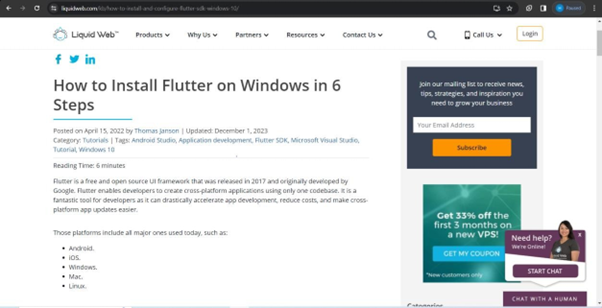 liquidweb.com/kb/how-to-install-and-configure-flutter-sdk-windows-10/
Paused
Liquid Web™
Products
Why Us
Partners
Resources
Contact Us
Call Us
Login
How to Install Flutter on Windows in 6
Steps
Posted on April 15, 2022 by Thomas Janson | Updated: December 1, 2023
Category: Tutorials | Tags: Android Studio, Application development, Flutter SDK, Microsoft Visual Studio,
Tutorial, Windows 10
Reading Time: 6 minutes
Flutter is a free and open source UI framework that was released in 2017 and originally developed by
Google. Flutter enables developers to create cross-platform applications using only one codebase. It is a
fantastic tool for developers as it can drastically accelerate app development, reduce costs, and make cross-
platform app updates easier.
Those platforms include all major ones used today, such as:
• Android.
• iOS.
• Windows.
• Mac.
• Linux.
Join our mailing list to receive news,
tips, strategies, and inspiration you
need to grow your business
Your Email Address
Subscribe
Get 33% off the
first 3 months on
a new VPS!
GET MY COUPON
*New customers only
Need help?
We're Online!
x
START CHAT
CHAT WITH A HUMAN
Categories